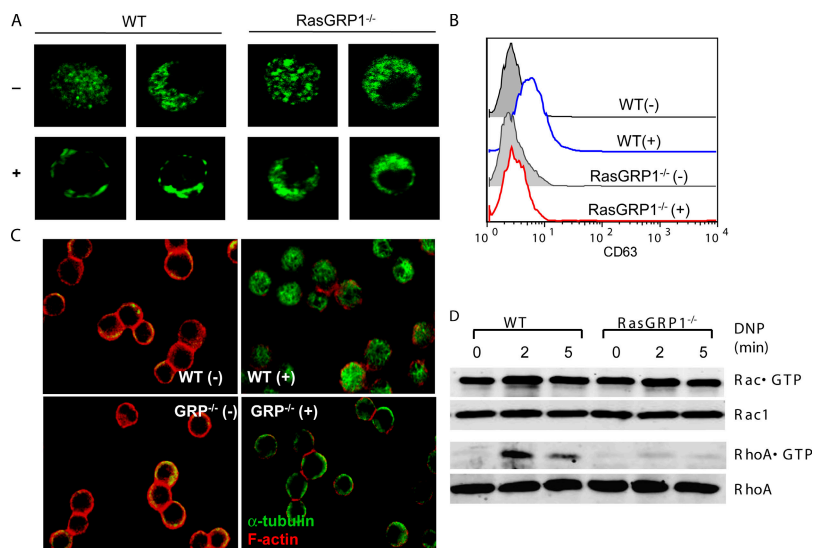 A
WT
RasGRP1-/-
–
+
B
WT(-)
WT(+)
RasGRP1-/- (-)
RasGRP1-/- (+)
10 0 10 1 10 2 10 3 10 4
CD63
C
WT (-)
WT (+)
GRP-/- (-)
GRP-/- (+)
α-tubulin
F-actin
D
WT
RasGRP1-/-
DNP
0 2 5 0 2 5 (min)
Rac• GTP
Rac1
RhoA• GTP
RhoA